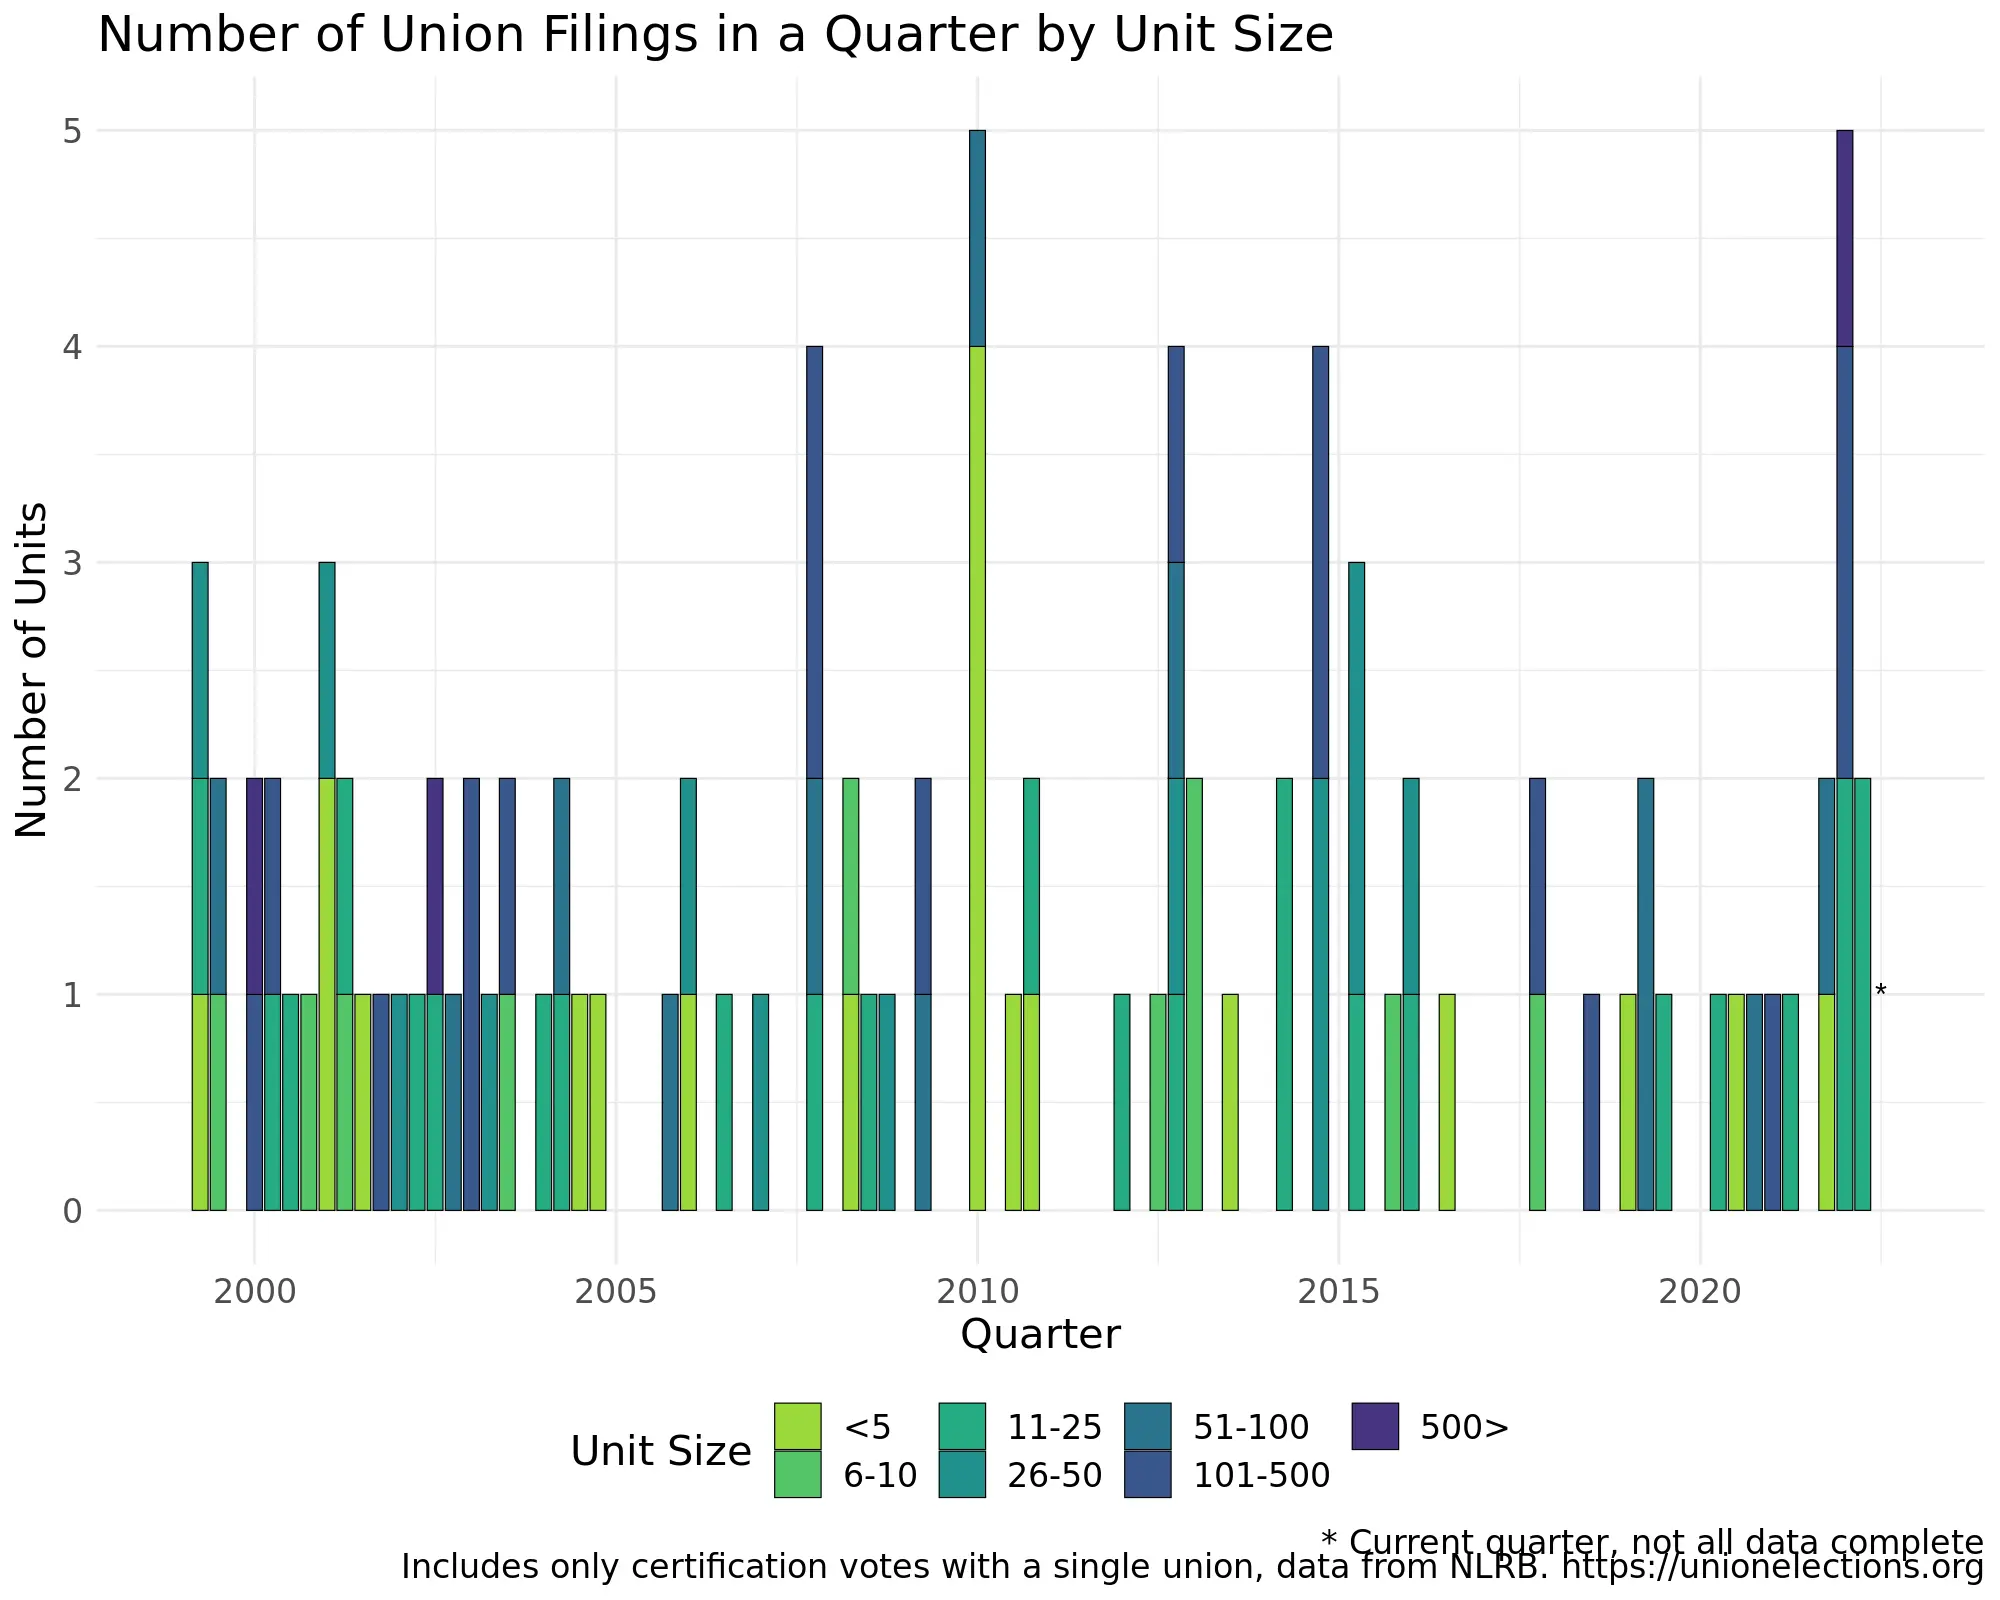 Number of Union Filings in a Quarter by Unit Size
Number of Units
5
4
3
2
1
0
*
2000 2005 2010 2015 2020
Quarter
Unit Size
<5 11-25 51-100 500>
6-10 26-50 101-500
* Current quarter, not all data complete
Includes only certification votes with a single union, data from NLRB. https://unionelections.org